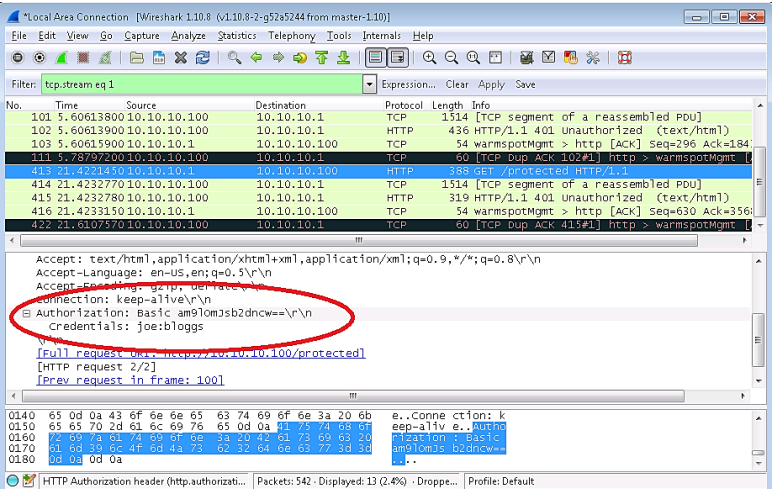 *Local Area Connection [Wireshark 1.10.8 (v1.10.8-2-g52a5244 from master-1.10)]
File Edit View Go Capture Analyze Statistics Telephony Tools Internals Help
Filter: tcp.stream eq 1 Expression... Clear Apply Save
No. Time Source Destination Protocol Length Info
101 5.60613800 10.10.10.100 10.10.10.1 TCP 1514 [TCP segment of a reassembled PDU]
102 5.60613900 10.10.10.100 10.10.10.1 HTTP 436 HTTP/1.1 401 Unauthorized (text/html)
103 5.60615900 10.10.10.1 10.10.10.100 TCP 54 warmspotMgmt > http [ACK] Seq=296 Ack=184
111 5.78797200 10.10.10.100 10.10.10.1 TCP 60 [TCP Dup ACK 102#1] http > warmspotMgmt [
413 21.4221450 10.10.10.1 10.10.10.100 HTTP 388 GET /protected HTTP/1.1
414 21.4232770 10.10.10.100 10.10.10.1 TCP 1514 [TCP segment of a reassembled PDU]
415 21.4232780 10.10.10.100 10.10.10.1 HTTP 319 HTTP/1.1 401 Unauthorized (text/html)
416 21.4233150 10.10.10.1 10.10.10.100 TCP 54 warmspotMgmt > http [ACK] Seq=630 Ack=356
422 21.6107570 10.10.10.100 10.10.10.1 TCP 60 [TCP Dup ACK 415#1] http > warmspotMgmt [
Accept: text/html,application/xhtml+xml,application/xml;q=0.9,*/*;q=0.8\r\n
Accept-Language: en-US,en;q=0.5\r\n
Accept-Encoding: gzip, deflate\r\n
Connection: keep-alive\r\n
Authorization: Basic am9lOmJsb2dncw==\r\n
Credentials: joe:bloggs
\r\n
[Full request URI: http://10.10.10.100/protected]
[HTTP request 2/2]
[Prev request in frame: 100]
0140 65 0d 0a 43 6f 6e 6e 65 63 74 69 6f 6e 3a 20 6b e..Conne ction: k
0150 65 65 70 2d 61 6c 69 76 65 0d 0a 41 75 74 68 6f eep-aliv e..Autho
0160 72 69 7a 61 74 69 6f 6e 3a 20 42 61 73 69 63 20 rization : Basic
0170 61 6d 39 6c 4f 6d 4a 73 62 32 64 6e 63 77 3d 3d am9lOmJs b2dncw==
0180 0d 0a 0d 0a ....
HTTP Authorization header (http.authorizati... Packets: 542 · Displayed: 13 (2.4%) · Droppe... Profile: Default